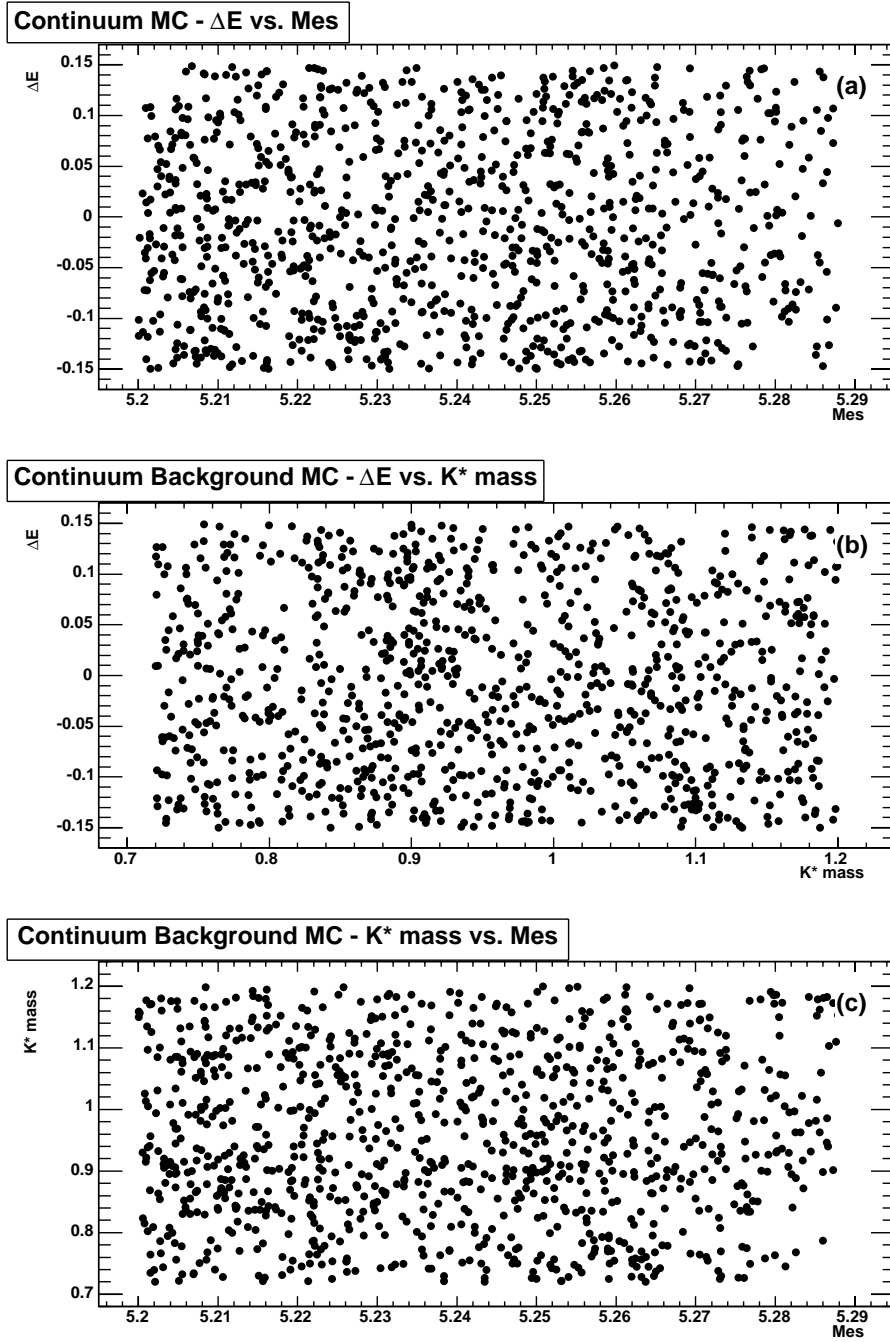 Continuum MC - ΔE vs. Mes
ΔE
0.15
0.1
0.05
0
-0.05
-0.1
-0.15
(a)
5.2 5.21 5.22 5.23 5.24 5.25 5.26 5.27 5.28 5.29
Mes
Continuum Background MC - ΔE vs. K* mass
ΔE
0.15
0.1
0.05
0
-0.05
-0.1
-0.15
(b)
0.7 0.8 0.9 1 1.1 1.2
K* mass
Continuum Background MC - K* mass vs. Mes
K* mass
1.2
1.1
1
0.9
0.8
0.7
(c)
5.2 5.21 5.22 5.23 5.24 5.25 5.26 5.27 5.28 5.29
Mes